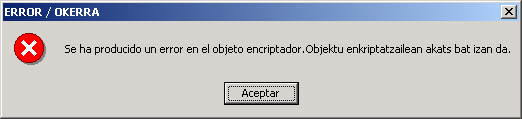 ERROR / OKERRA
Se ha producido un error en el objeto encriptador.Objektu enkriptatzailean akats bat izan da.
Aceptar